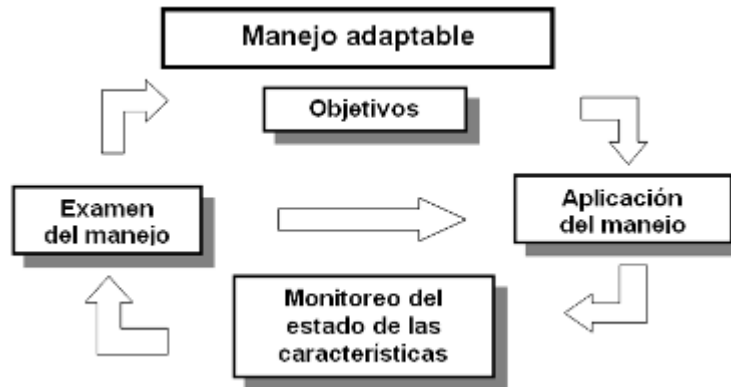 Manejo adaptable
Objetivos
Examen
del manejo
Aplicación
del manejo
Monitoreo del
estado de las
características